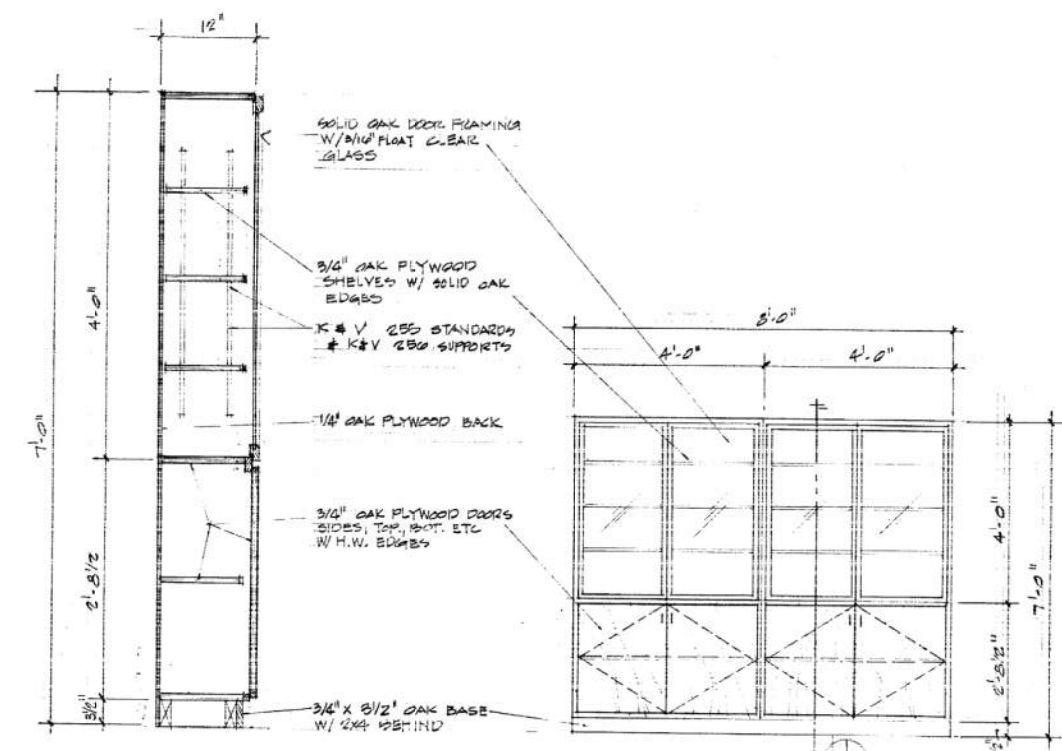 12"
SOLID OAK DOOR FRAMING
W/3/16" FLOAT CLEAR
GLASS
3/4" OAK PLYWOOD
SHELVES W/ SOLID OAK
EDGES
K & V 255 STANDARDS
& K&V 256 SUPPORTS
1/4" OAK PLYWOOD BACK
3/4" OAK PLYWOOD DOORS
SIDES, TOP, BOT. ETC
W/ H.W. EDGES
3/4" X 3 1/2" OAK BASE
W/ 2X4 BEHIND
7'-0"
4'-0"
2'-8 1/2
3 1/2"
8'-0"
4'-0"
4'-0"
4'-0"
2'-8 1/2"
7'-0"